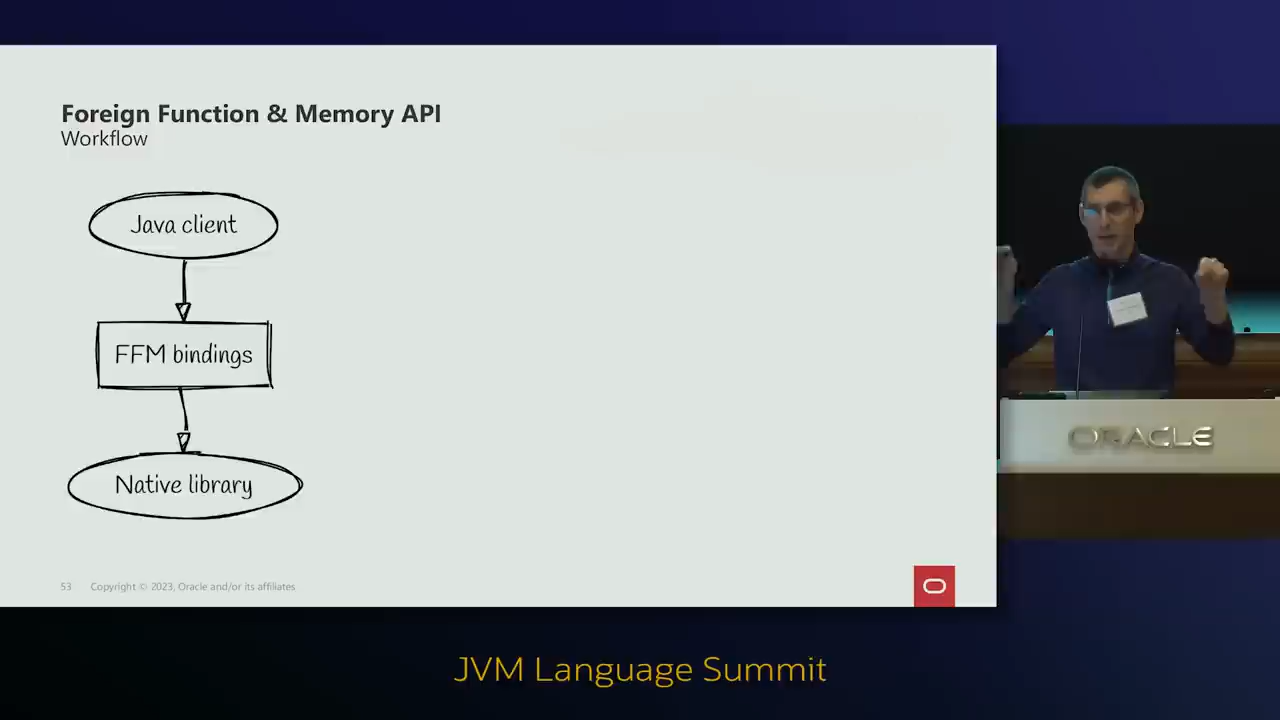 Foreign Function & Memory API
Workflow
Java client
FFM bindings
Native library
53 Copyright © 2023, Oracle and/or its affiliates
ORACLE
JVM Language Summit